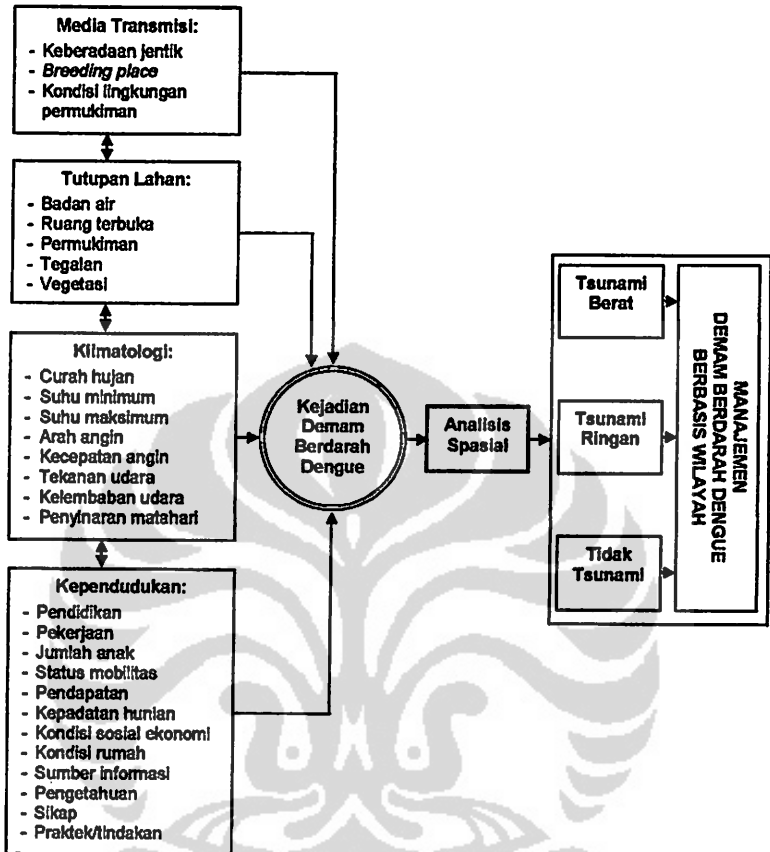 Media Transmisi:
- Keberadaan jentik
- Breeding place
- Kondisi lingkungan
permukiman
Tutupan Lahan:
- Badan air
- Ruang terbuka
- Permukiman
- Tegalan
- Vegetasi
Klimatologi:
- Curah hujan
- Suhu minimum
- Suhu maksimum
- Arah angin
- Kecepatan angin
- Tekanan udara
- Kelembaban udara
- Penyinaran matahari
Kependudukan:
- Pendidikan
- Pekerjaan
- Jumlah anak
- Status mobilitas
- Pendapatan
- Kepadatan hunian
- Kondisi sosial ekonomi
- Kondisi rumah
- Sumber informasi
- Pengetahuan
- Sikap
- Praktek/tindakan
Kejadian
Demam
Berdarah
Dengue
Analisis
Spasial
Tsunami
Berat
Tsunami
Ringan
Tidak
Tsunami
MANAJEMEN
DEMAM BERDARAH DENGUE
BERBASIS WILAYAH